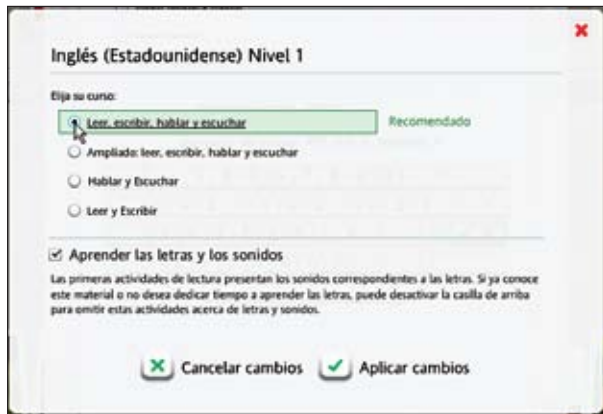 Inglés (Estadounidense) Nivel 1
Elija su curso:
Leer, escribir, hablar y escuchar
Recomendado
Ampliado: leer, escribir, hablar y escuchar
Hablar y Escuchar
Leer y Escribir
Aprender las letras y los sonidos
Las primeras actividades de lectura presentan los sonidos correspondientes a las letras. Si ya conoce
este material o no desea dedicar tiempo a aprender las letras, puede desactivar la casilla de arriba
para omitir estas actividades acerca de letras y sonidos.
Cancelar cambios
Aplicar cambios